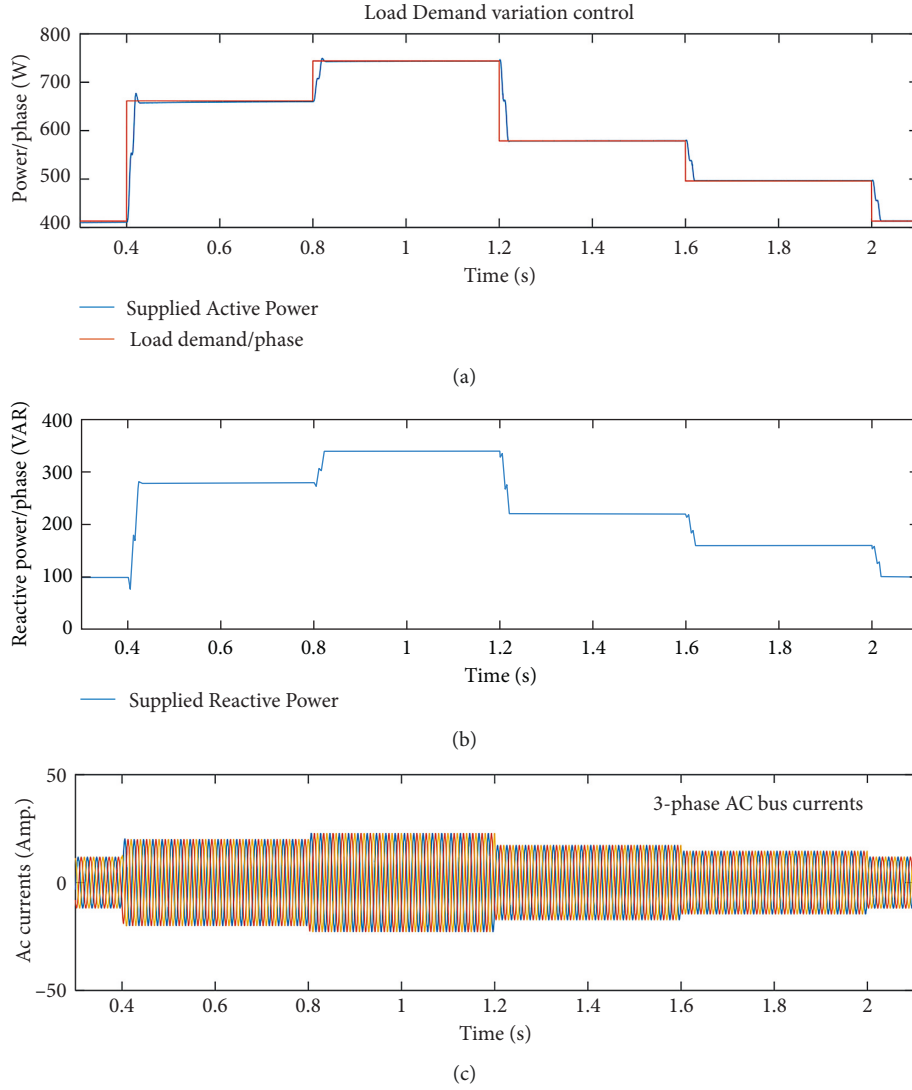 Load Demand variation control
800
700
600
500
400
Power/phase (W)
0.4 0.6 0.8 1 1.2 1.4 1.6 1.8 2
Time (s)
Supplied Active Power
Load demand/phase
(a)
400
300
200
100
0
Reactive power/phase (VAR)
0.4 0.6 0.8 1 1.2 1.4 1.6 1.8 2
Time (s)
Supplied Reactive Power
(b)
50
0
–50
Ac currents (Amp.)
3-phase AC bus currents
0.4 0.6 0.8 1 1.2 1.4 1.6 1.8 2
Time (s)
(c)